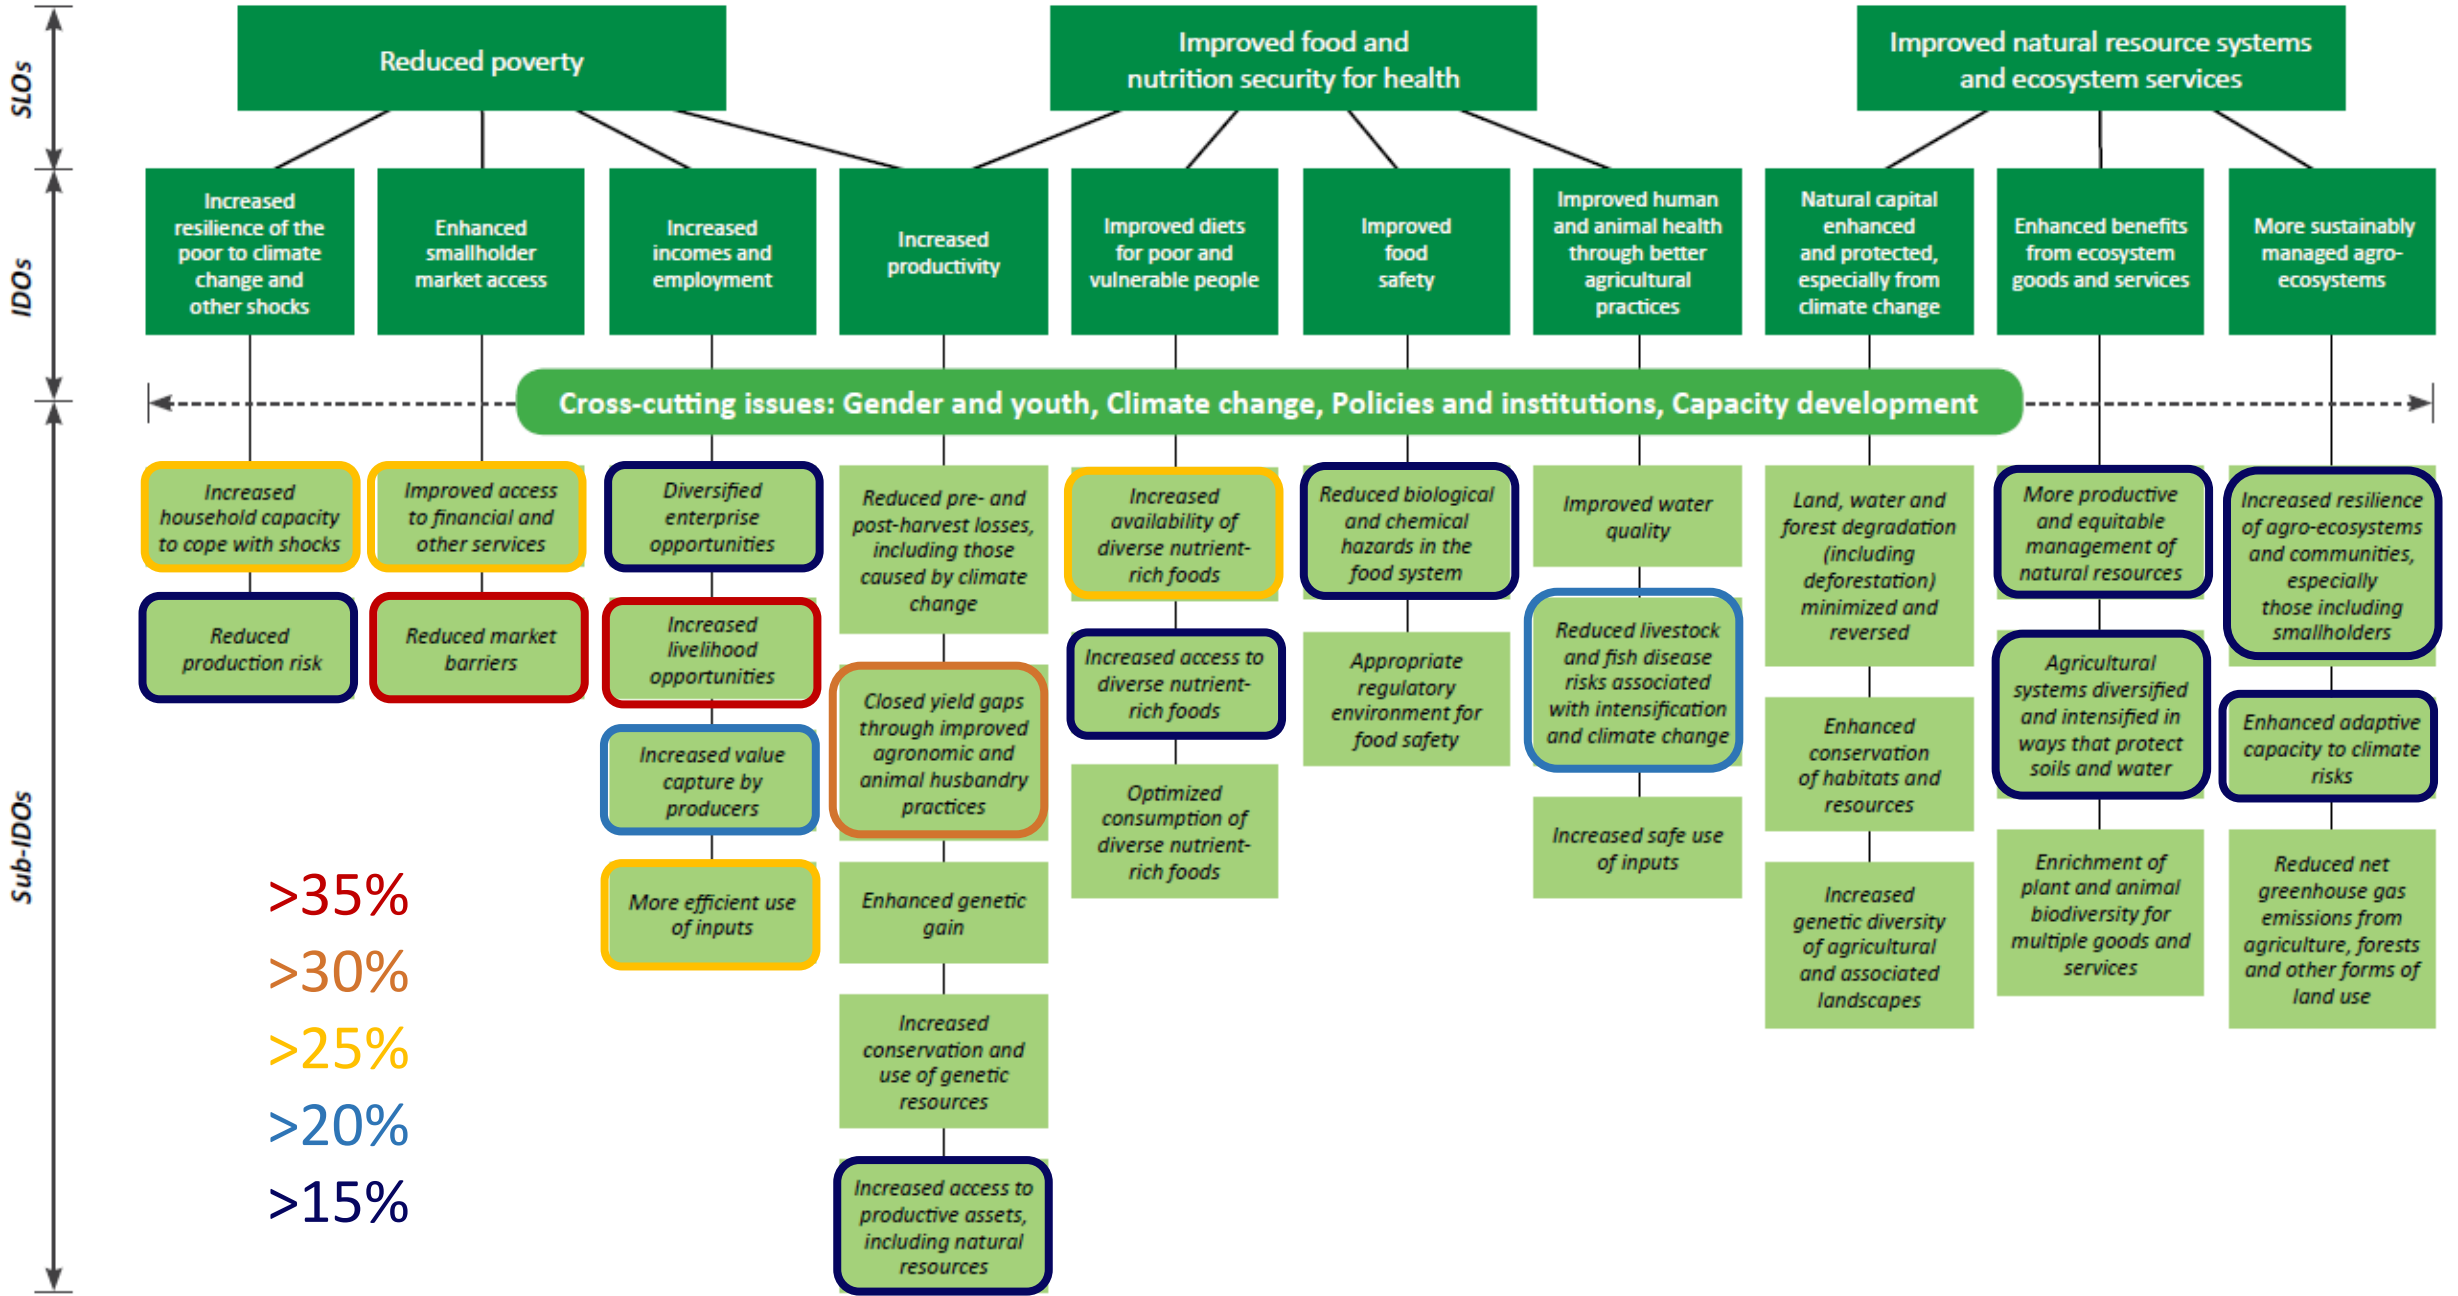 SLOs
Reduced poverty
Improved food and
nutrition security for health
Improved natural resource systems
and ecosystem services
IDOs
Increased
resilience of the
poor to climate
change and
other shocks
Enhanced
smallholder
market access
Increased
incomes and
employment
Increased
productivity
Improved diets
for poor and
vulnerable people
Improved
food
safety
Improved human
and animal health
through better
agricultural
practices
Natural capital
enhanced
and protected,
especially from
climate change
Enhanced benefits
from ecosystem
goods and services
More sustainably
managed agro-
ecosystems
Cross-cutting issues: Gender and youth, Climate change, Policies and institutions, Capacity development
Sub-IDOs
Increased
household capacity
to cope with shocks
Reduced
production risk
Improved access
to financial and
other services
Reduced market
barriers
Diversified
enterprise
opportunities
Increased
livelihood
opportunities
Increased value
capture by
producers
More efficient use
of inputs
Reduced pre- and
post-harvest losses,
including those
caused by climate
change
Closed yield gaps
through improved
agronomic and
animal husbandry
practices
Enhanced genetic
gain
Increased
conservation and
use of genetic
resources
Increased access to
productive assets,
including natural
resources
Increased
availability of
diverse nutrient-
rich foods
Increased access to
diverse nutrient-
rich foods
Optimized
consumption of
diverse nutrient-
rich foods
Reduced biological
and chemical
hazards in the
food system
Appropriate
regulatory
environment for
food safety
Improved water
quality
Reduced livestock
and fish disease
risks associated
with intensification
and climate change
Increased safe use
of inputs
Land, water and
forest degradation
(including
deforestation)
minimized and
reversed
Enhanced
conservation
of habitats and
resources
Increased
genetic diversity
of agricultural
and associated
landscapes
More productive
and equitable
management of
natural resources
Agricultural
systems diversified
and intensified in
ways that protect
soils and water
Enrichment of
plant and animal
biodiversity for
multiple goods and
services
Increased resilience
of agro-ecosystems
and communities,
especially
those including
smallholders
Enhanced adaptive
capacity to climate
risks
Reduced net
greenhouse gas
emissions from
agriculture, forests
and other forms of
land use
>35%
>30%
>25%
>20%
>15%